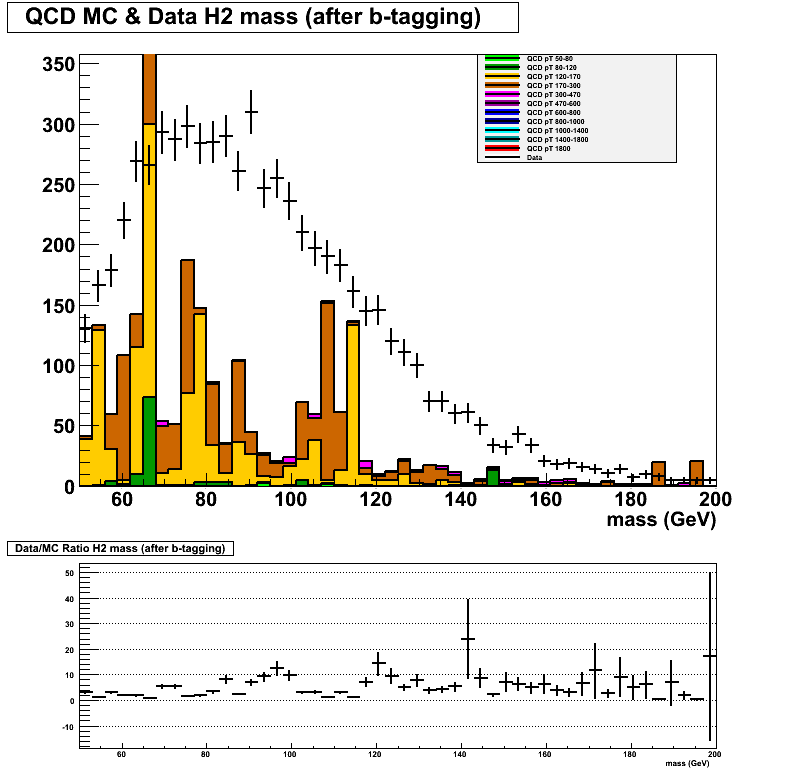 QCD MC & Data H2 mass (after b-tagging)
350
300
250
200
150
100
50
0
QCD pT 50-80
QCD pT 80-120
QCD pT 120-170
QCD pT 170-300
QCD pT 300-470
QCD pT 470-600
QCD pT 600-800
QCD pT 800-1000
QCD pT 1000-1400
QCD pT 1400-1800
QCD pT 1800
Data
60 80 100 120 140 160 180 200
mass (GeV)
Data/MC Ratio H2 mass (after b-tagging)
50
40
30
20
10
0
-10
60 80 100 120 140 160 180 200
mass (GeV)